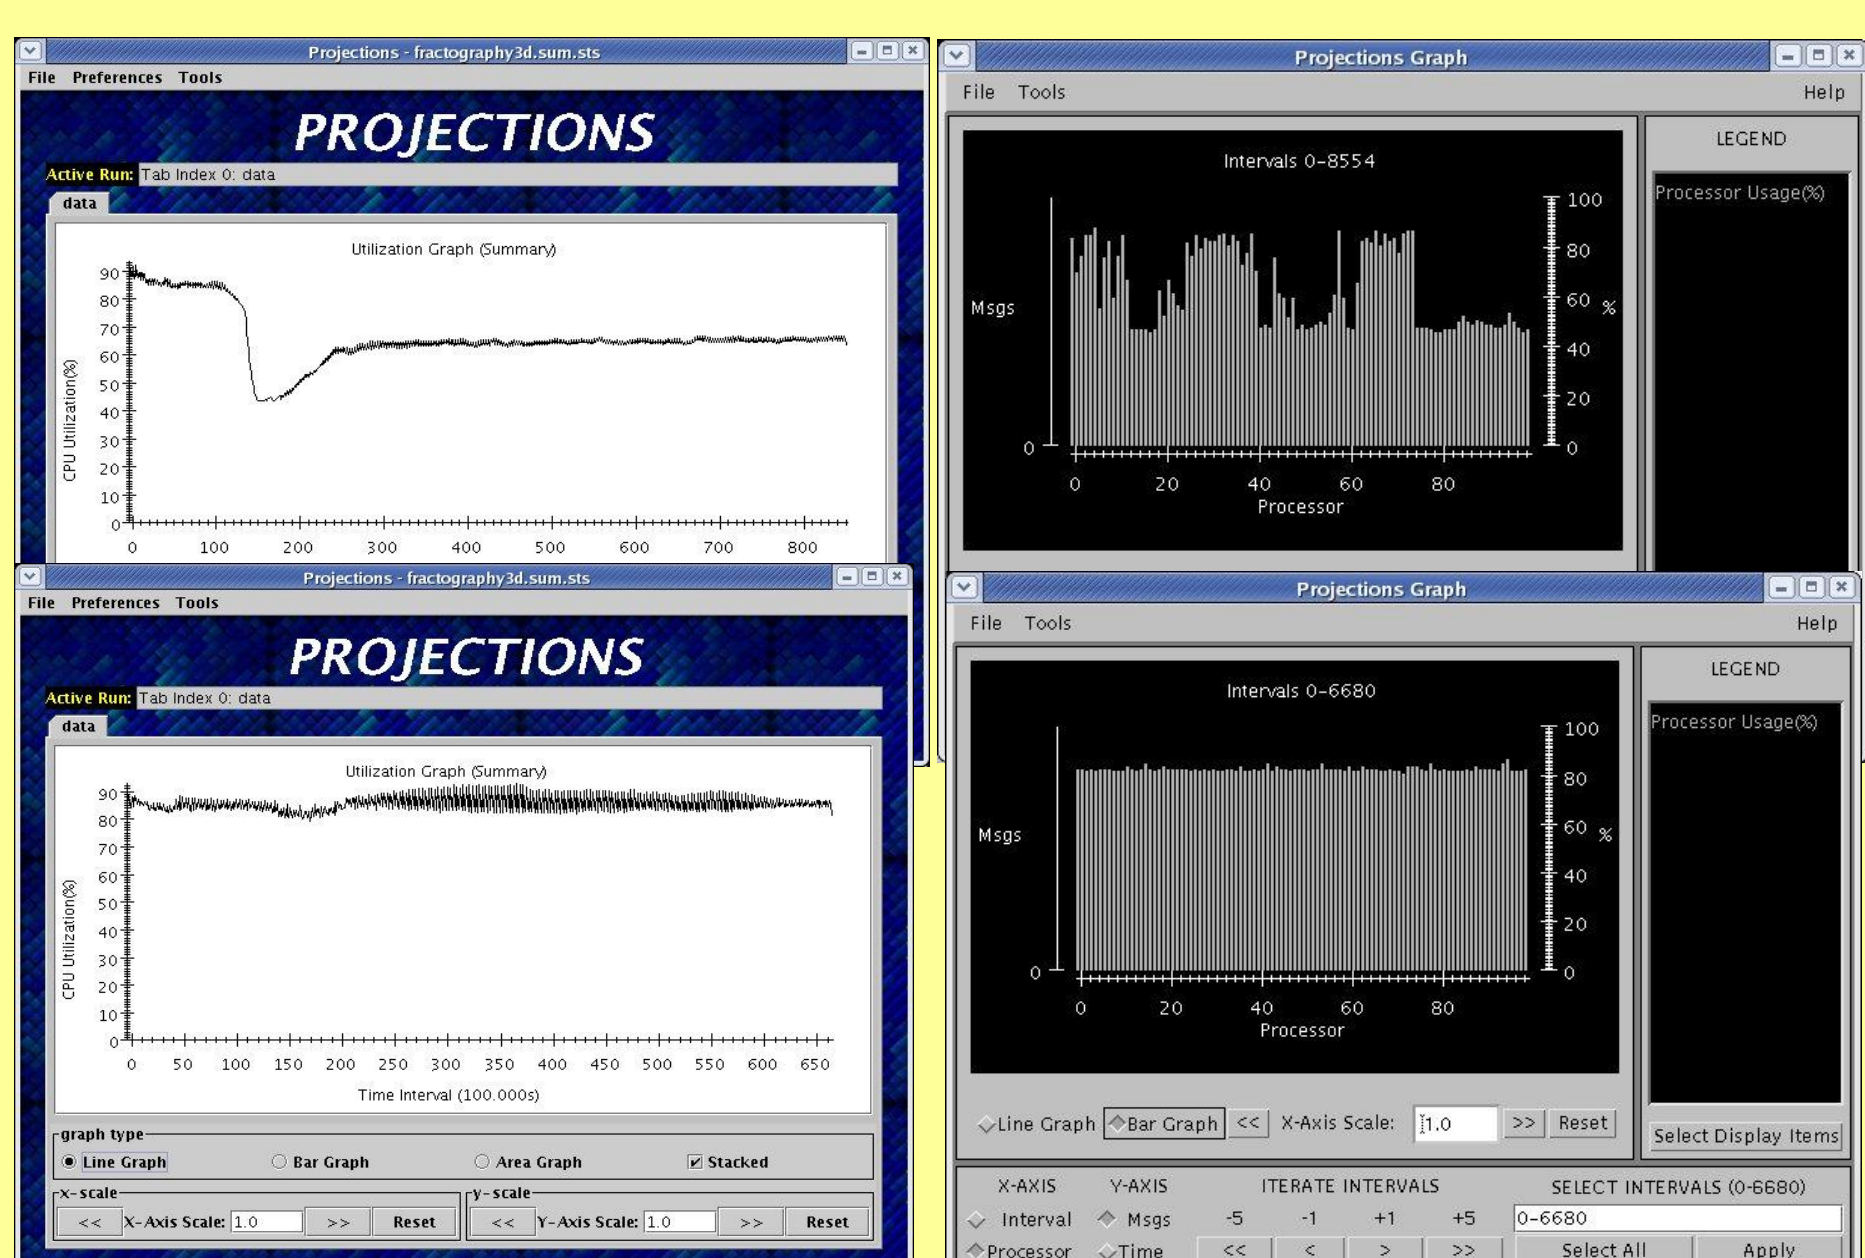 Projections - fractography3d.sum.sts
File Preferences Tools
PROJECTIONS
Active Run: Tab Index 0: data
data
Utilization Graph (Summary)
CPU Utilization(%)
90
80
70
60
50
40
30
20
10
0
0 100 200 300 400 500 600 700 800
Projections Graph
File Tools Help
Intervals 0-8554
LEGEND
Processor Usage(%)
Msgs
0
100
80
60 %
40
20
0
0 20 40 60 80
Processor
Projections - fractography3d.sum.sts
File Preferences Tools
PROJECTIONS
Active Run: Tab Index 0: data
data
Utilization Graph (Summary)
CPU Utilization(%)
90
80
70
60
50
40
30
20
10
0
0 50 100 150 200 250 300 350 400 450 500 550 600 650
Time Interval (100.000s)
graph type
Line Graph Bar Graph Area Graph Stacked
x-scale
<< X-Axis Scale: 1.0 >> Reset
y-scale
<< Y-Axis Scale: 1.0 >> Reset
Projections Graph
File Tools Help
Intervals 0-6680
LEGEND
Processor Usage(%)
Msgs
0
100
80
60 %
40
20
0
0 20 40 60 80
Processor
Line Graph Bar Graph << X-Axis Scale: 1.0 >> Reset
Select Display Items
X-AXIS Y-AXIS ITERATE INTERVALS SELECT INTERVALS (0-6680)
Interval Msgs -5 -1 +1 +5 0-6680
Processor Time << < > >> Select All Apply